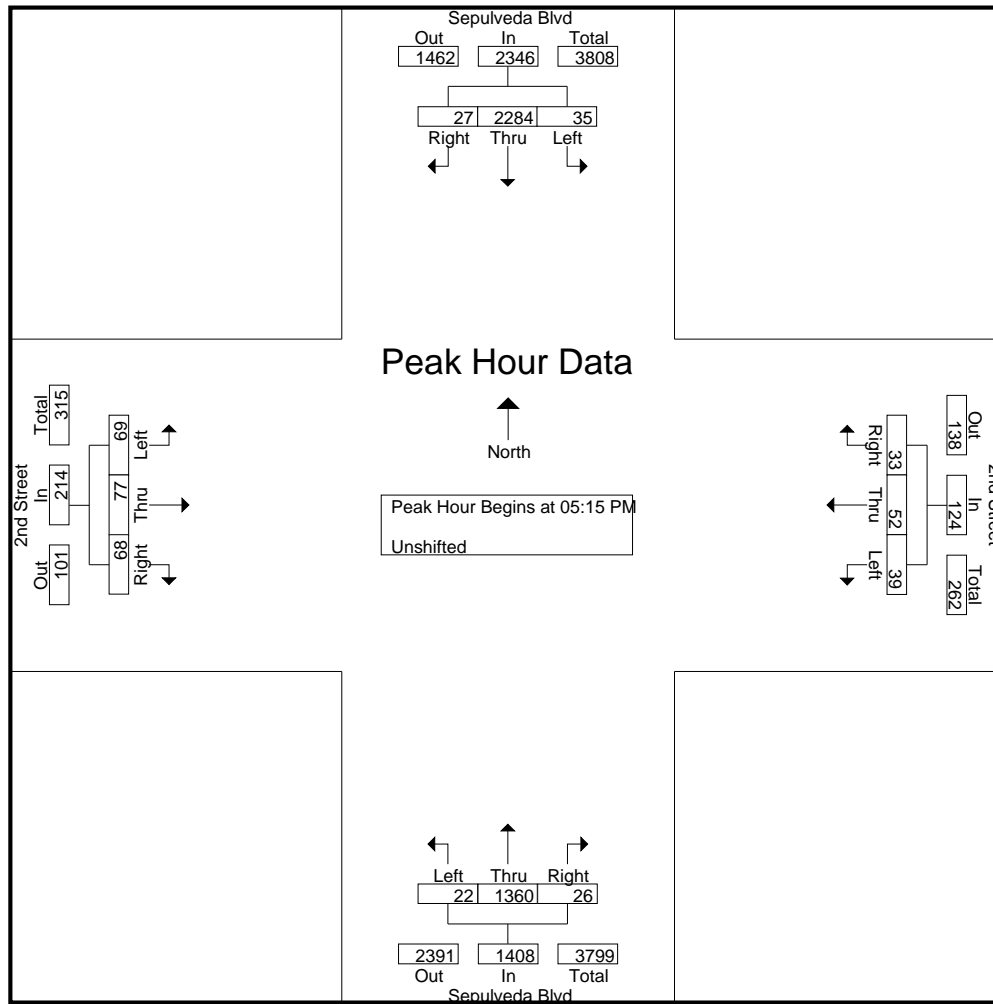 Sepulveda Blvd
Out In Total
1462 2346 3808
27 2284 35
Right Thru Left
Peak Hour Data
North
Peak Hour Begins at 05:15 PM
Unshifted
2nd Street
Total In Out
315 214 101
69 77 68
Left Thru Right
Right Thru Left
33 52 39
Out In Total
138 124 262
2nd Street
Left Thru Right
22 1360 26
2391 1408 3799
Out In Total
Sepulveda Blvd